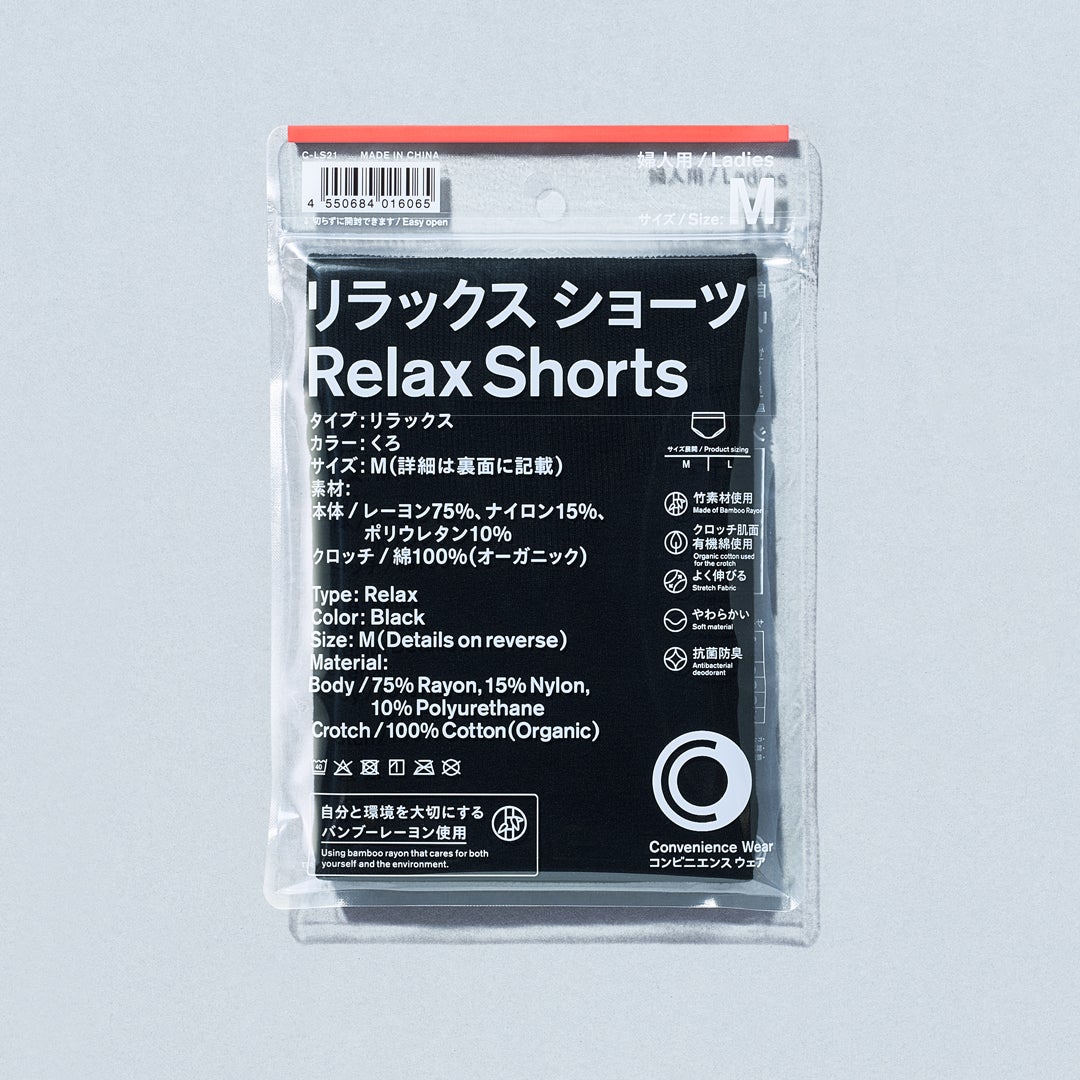 C-LS21 MADE IN CHINA
4 550684 016065
切らずに開封できます / Easy open
婦人用 / Ladies
サイズ / Size: M
リラックス ショーツ
Relax Shorts
タイプ:リラックス
カラー:くろ
サイズ:M(詳細は裏面に記載)
素材:
本体 / レーヨン75%、ナイロン15%、
ポリウレタン10%
クロッチ / 綿100%(オーガニック)
Type: Relax
Color: Black
Size: M(Details on reverse)
Material:
Body / 75% Rayon, 15% Nylon,
10% Polyurethane
Crotch / 100% Cotton(Organic)
40
自分と環境を大切にする
バンブーレーヨン使用
Using bamboo rayon that cares for both
yourself and the environment.
サイズ展開 / Product sizing
M | L
竹素材使用
Made of Bamboo Rayon
クロッチ肌面
有機綿使用
Organic cotton used
for the crotch
よく伸びる
Stretch Fabric
やわらかい
Soft material
抗菌防臭
Antibacterial
deodorant
Convenience Wear
コンビニエンス ウェア